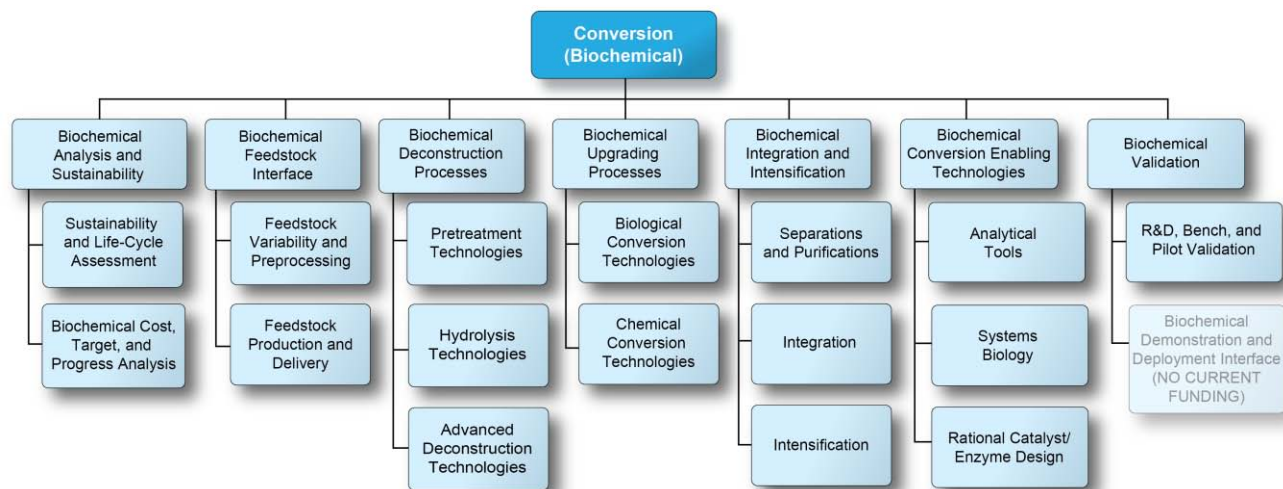 Conversion
(Biochemical)
Biochemical
Analysis and
Sustainability
Sustainability
and Life-Cycle
Assessment
Biochemical Cost,
Target, and
Progress Analysis
Biochemical
Feedstock
Interface
Feedstock
Variability and
Preprocessing
Feedstock
Production and
Delivery
Biochemical
Deconstruction
Processes
Pretreatment
Technologies
Hydrolysis
Technologies
Advanced
Deconstruction
Technologies
Biochemical
Upgrading
Processes
Biological
Conversion
Technologies
Chemical
Conversion
Technologies
Biochemical
Integration and
Intensification
Separations
and Purifications
Integration
Intensification
Biochemical
Conversion Enabling
Technologies
Analytical
Tools
Systems
Biology
Rational Catalyst/
Enzyme Design
Biochemical
Validation
R&D, Bench, and
Pilot Validation
Biochemical
Demonstration and
Deployment Interface
(NO CURRENT
FUNDING)